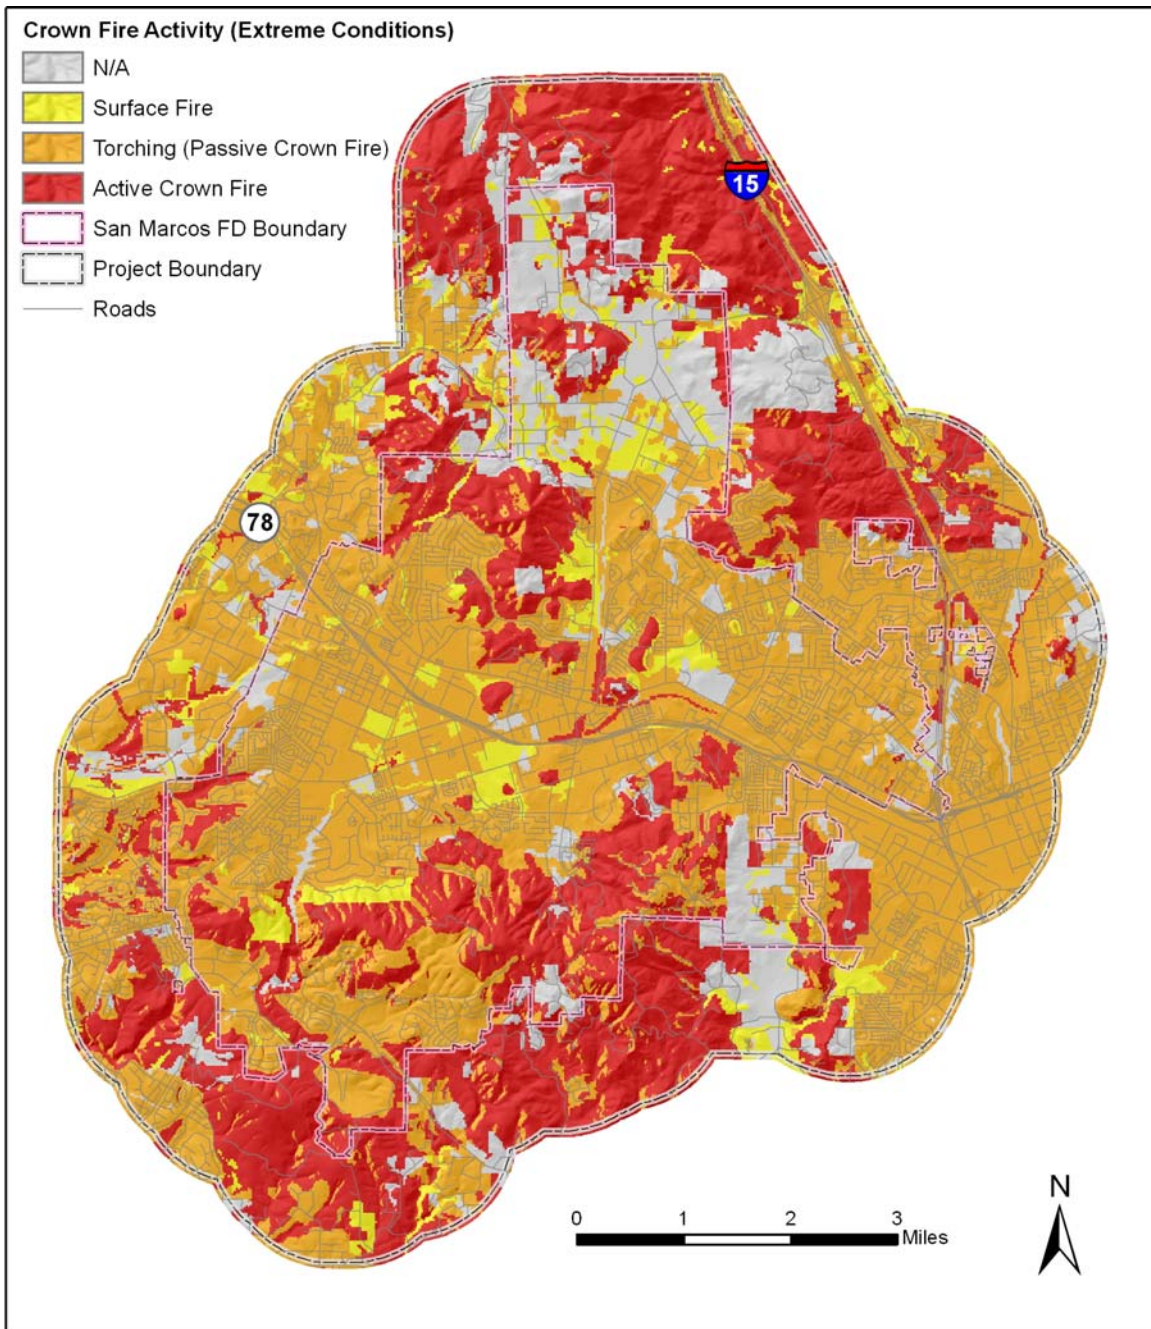 Crown Fire Activity (Extreme Conditions)
N/A
Surface Fire
Torching (Passive Crown Fire)
Active Crown Fire
San Marcos FD Boundary
Project Boundary
Roads
15
78
N
0 1 2 3
Miles